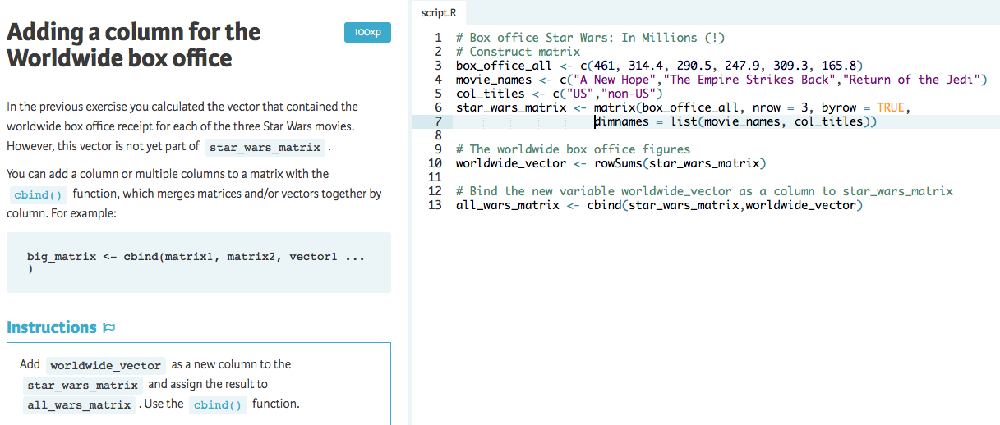 Adding a column for the
Worldwide box office
100xp
In the previous exercise you calculated the vector that contained the
worldwide box office receipt for each of the three Star Wars movies.
However, this vector is not yet part of star_wars_matrix .
You can add a column or multiple columns to a matrix with the
cbind() function, which merges matrices and/or vectors together by
column. For example:
big_matrix <- cbind(matrix1, matrix2, vector1 ...
)
Instructions
Add worldwide_vector as a new column to the
star_wars_matrix and assign the result to
all_wars_matrix . Use the cbind() function.
script.R
1 # Box office Star Wars: In Millions (!)
2 # Construct matrix
3 box_office_all <- c(461, 314.4, 290.5, 247.9, 309.3, 165.8)
4 movie_names <- c("A New Hope","The Empire Strikes Back","Return of the Jedi")
5 col_titles <- c("US","non-US")
6 star_wars_matrix <- matrix(box_office_all, nrow = 3, byrow = TRUE,
7 dimnames = list(movie_names, col_titles))
8
9 # The worldwide box office figures
10 worldwide_vector <- rowSums(star_wars_matrix)
11
12 # Bind the new variable worldwide_vector as a column to star_wars_matrix
13 all_wars_matrix <- cbind(star_wars_matrix,worldwide_vector)